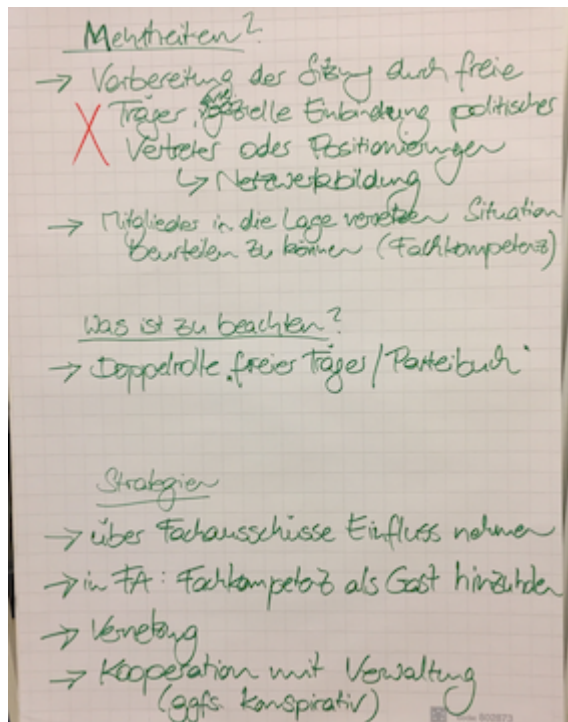 Mehrheiten?
→ Vorbereitung der Sitzung durch freie
Träger, gezielle Einbindung politischer
Vertreter oder Positionierungen
↳ Netzwerkbildung
→ Mitglieder in die Lage versetzen Situation
beurteilen zu können (Fachkompetenz)
Was ist zu beachten?
→ Doppelrolle „freier Träger/Parteibuch"
Strategien
→ über Fachausschüsse Einfluss nehmen
→ in FA: Fachkompetenz als Gast hinzuholen
→ Vernetzung
→ Kooperation mit Verwaltung
(ggfs. konspirativ)